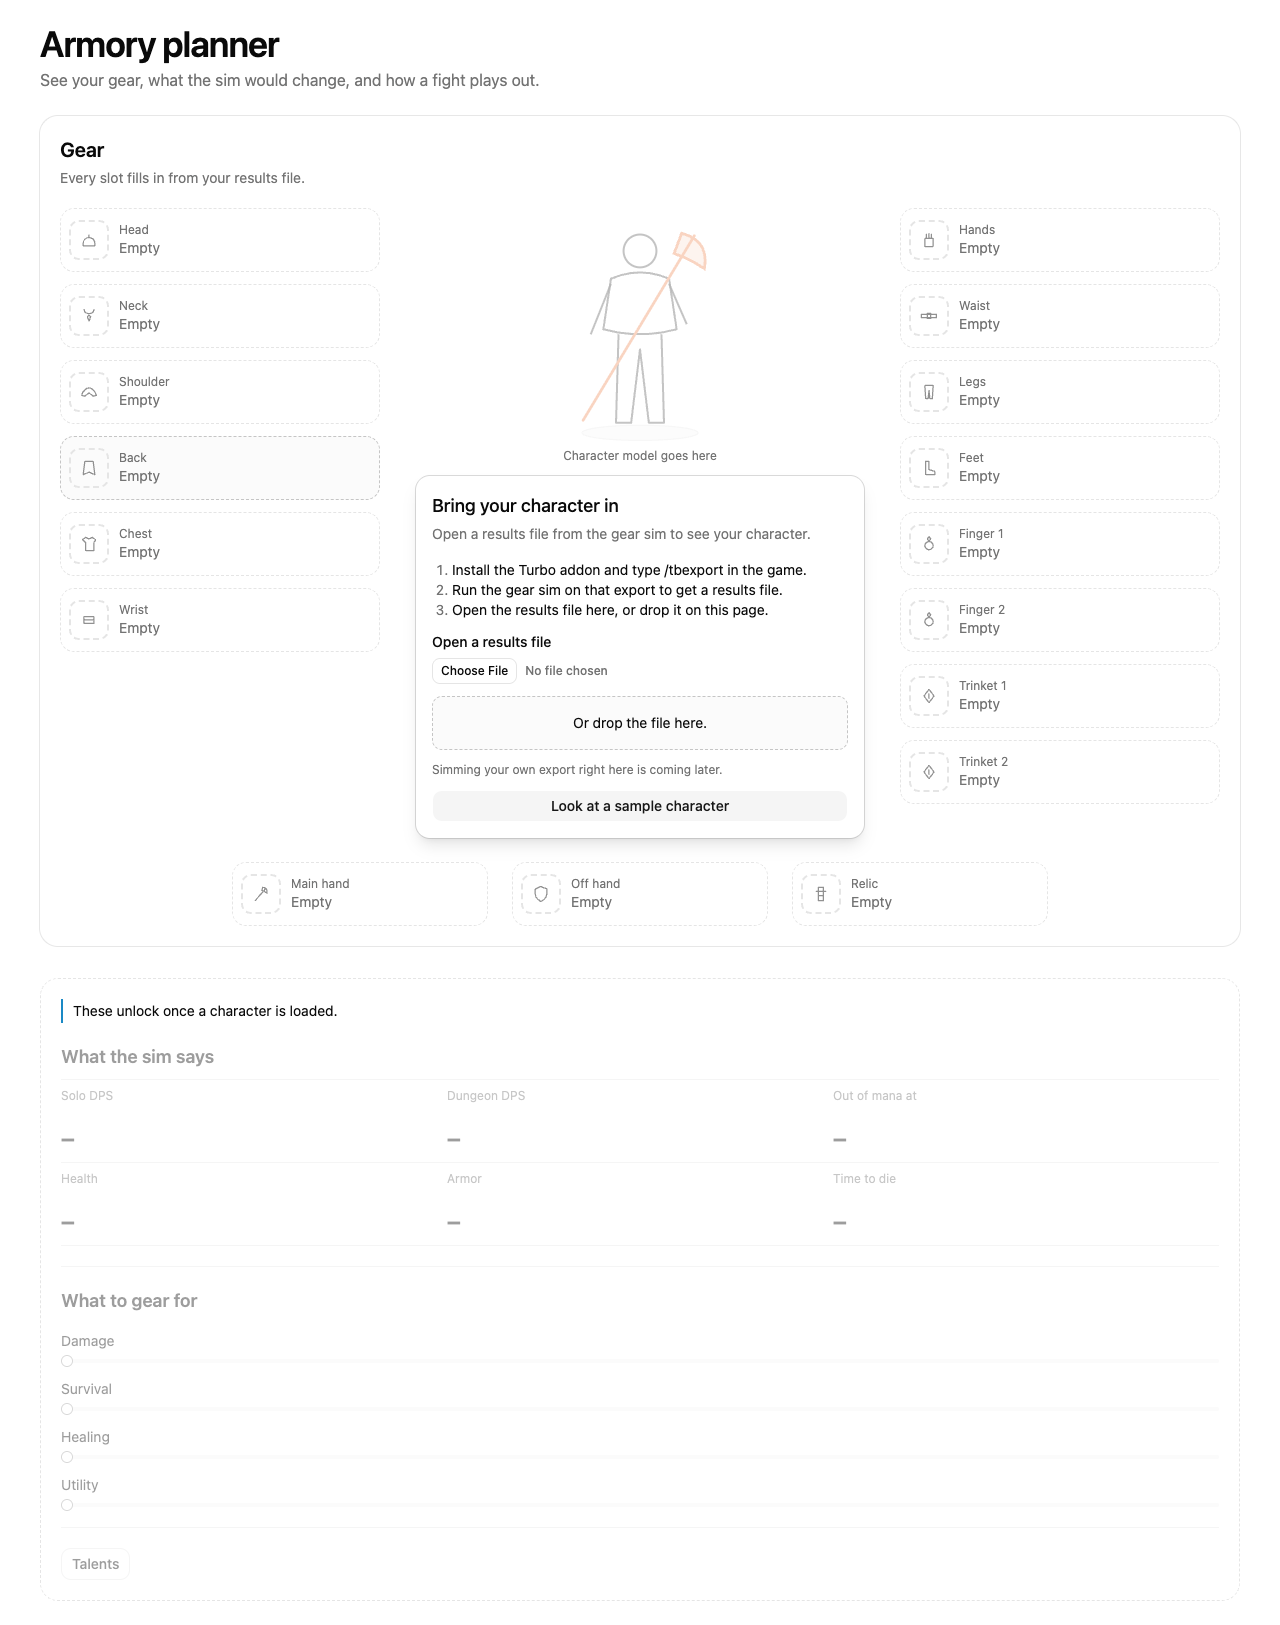 Armory planner
See your gear, what the sim would change, and how a fight plays out.
Gear
Every slot fills in from your results file.
Head
Empty
Neck
Empty
Shoulder
Empty
Back
Empty
Chest
Empty
Wrist
Empty
Character model goes here
Bring your character in
Open a results file from the gear sim to see your character.
1. Install the Turbo addon and type /tbexport in the game.
2. Run the gear sim on that export to get a results file.
3. Open the results file here, or drop it on this page.
Open a results file
Choose File No file chosen
Or drop the file here.
Simming your own export right here is coming later.
Look at a sample character
Hands
Empty
Waist
Empty
Legs
Empty
Feet
Empty
Finger 1
Empty
Finger 2
Empty
Trinket 1
Empty
Trinket 2
Empty
Main hand
Empty
Off hand
Empty
Relic
Empty
These unlock once a character is loaded.
What the sim says
Solo DPS Dungeon DPS Out of mana at
– – –
Health Armor Time to die
– – –
What to gear for
Damage
Survival
Healing
Utility
Talents